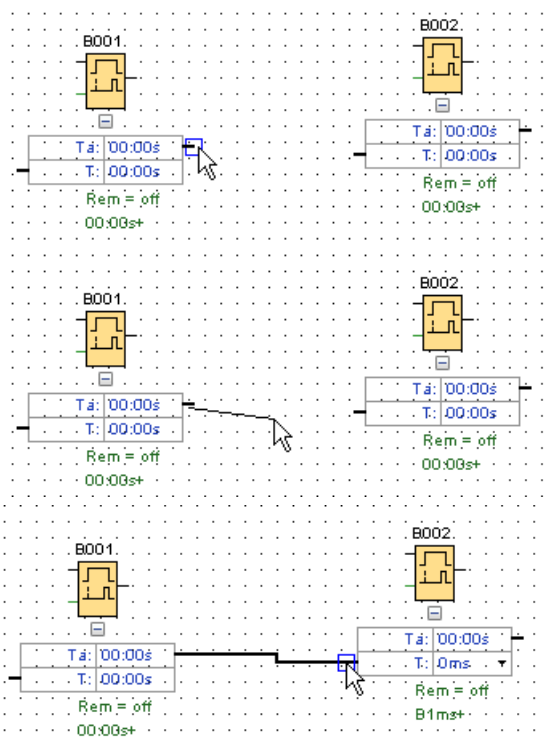 B001
B002
Ta: 00:00s
T: 00:00s
Rem = off
00:00s+
Ta: 00:00s
T: 00:00s
Rem = off
00:00s+
B001
B002
Ta: 00:00s
T: 00:00s
Rem = off
00:00s+
Ta: 00:00s
T: 00:00s
Rem = off
00:00s+
B001
B002
Ta: 00:00s
T: 00:00s
Rem = off
00:00s+
Ta: 00:00s
T: 0ms
Rem = off
B1ms+